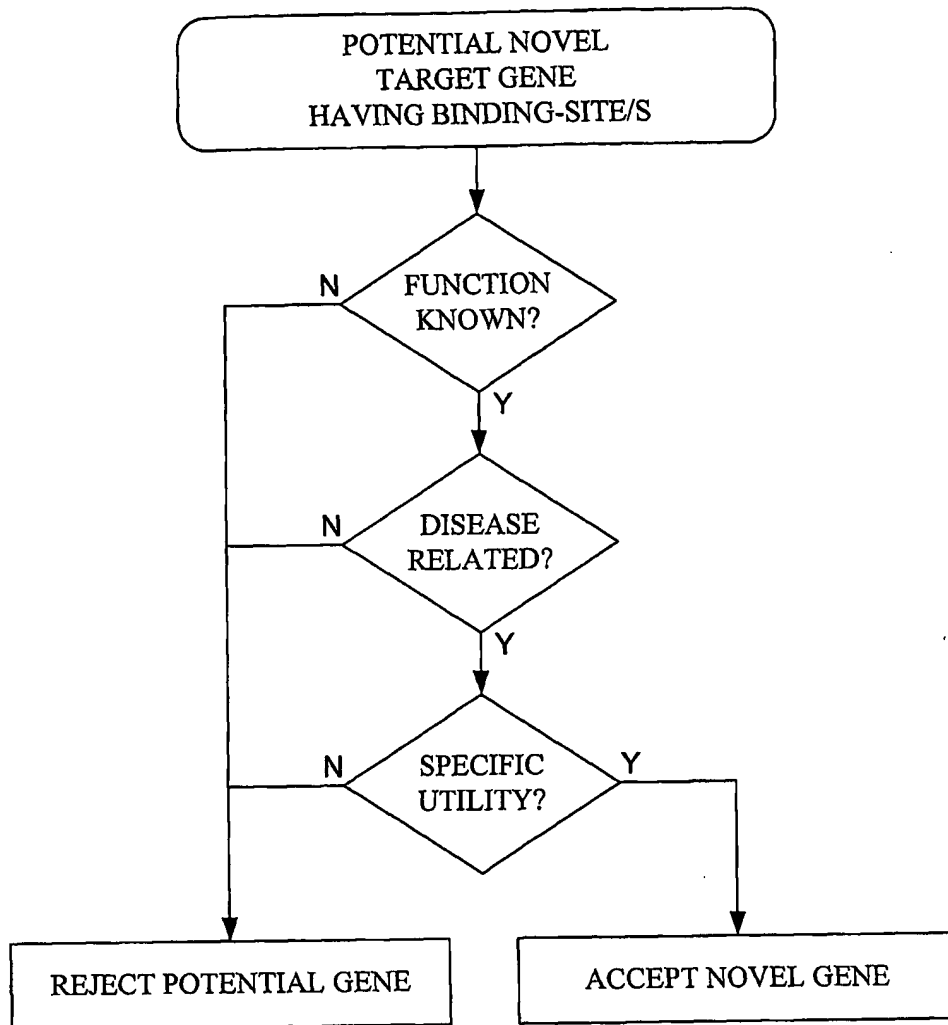 POTENTIAL NOVEL
TARGET GENE
HAVING BINDING-SITE/S
N
FUNCTION
KNOWN?
Y
N
DISEASE
RELATED?
Y
N
SPECIFIC
UTILITY?
Y
REJECT POTENTIAL GENE
ACCEPT NOVEL GENE